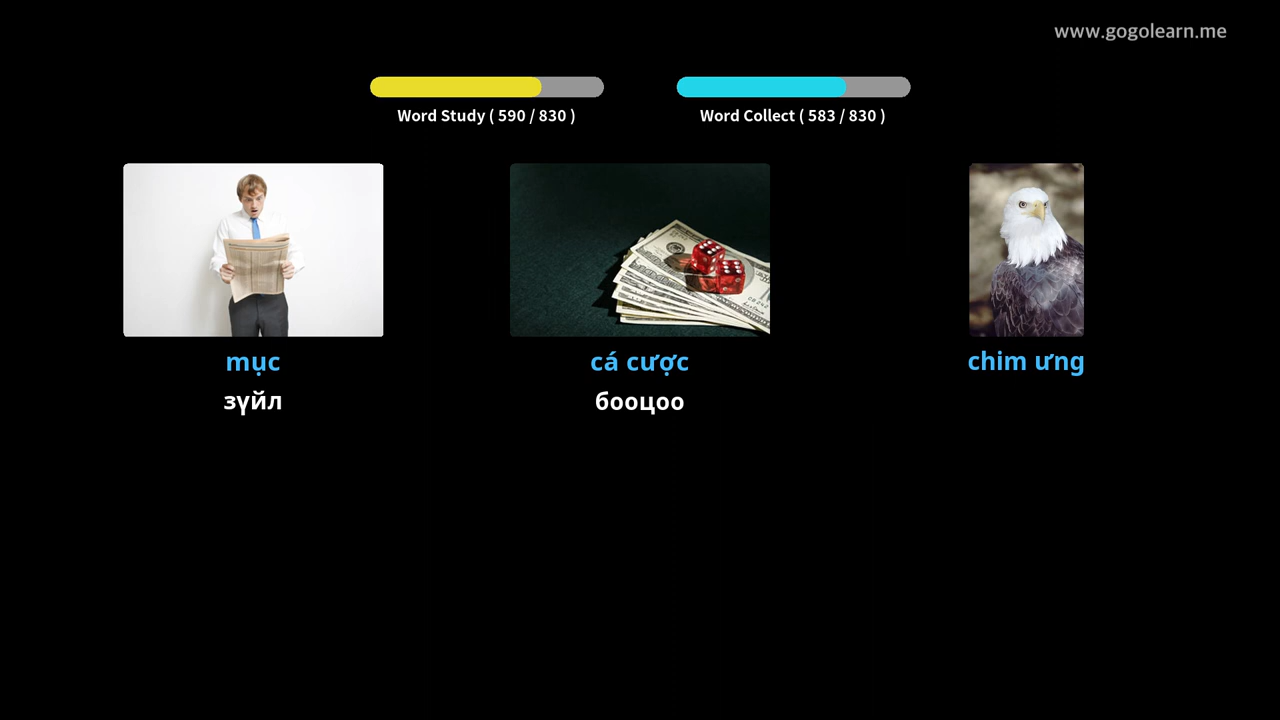 www.gogolearn.me
Word Study ( 590 / 830 )
Word Collect ( 583 / 830 )
mục
зүйл
cá cược
бооцоо
chim ưng